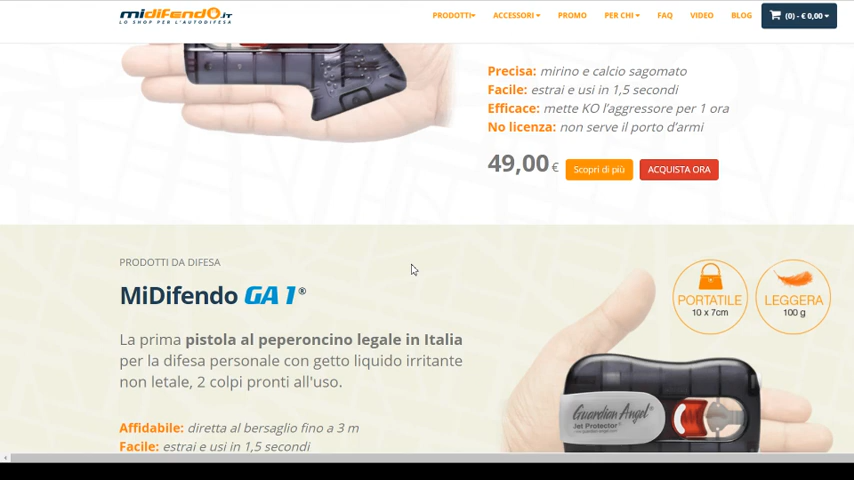 midifendo.it
LO SHOP PER L'AUTODIFESA
PRODOTTI
ACCESSORI
PROMO
PER CHI
FAQ
VIDEO
BLOG
(0) - € 0,00
Precisa: mirino e calcio sagomato
Facile: estrai e usi in 1,5 secondi
Efficace: mette KO l'aggressore per 1 ora
No licenza: non serve il porto d'armi
49,00 €
Scopri di più
ACQUISTA ORA
PRODOTTI DA DIFESA
MiDifendo GA 1®
La prima pistola al peperoncino legale in Italia
per la difesa personale con getto liquido irritante
non letale, 2 colpi pronti all'uso.
Affidabile: diretta al bersaglio fino a 3 m
Facile: estrai e usi in 1,5 secondi
PORTATILE
10 x 7cm
LEGGERA
100 g
Guardian Angel®
Jet Protector®